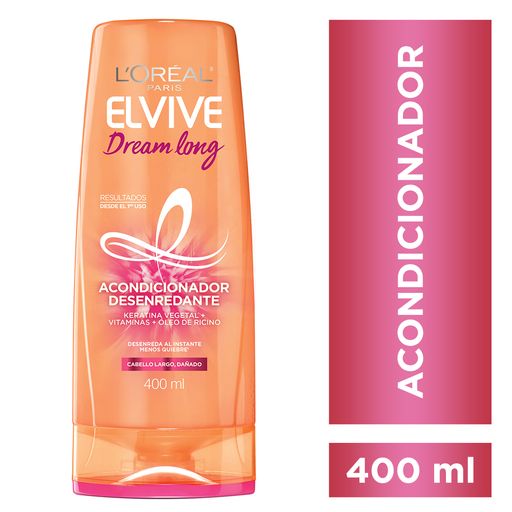 L'ORÉAL
PARIS
ELVIVE
Dream long
RESULTADOS
DESDE EL 1ER USO
ACONDICIONADOR
DESENREDANTE
KERATINA VEGETAL +
VITAMINAS + ÓLEO DE RICINO
DESENREDA AL INSTANTE
MENOS QUIEBRE
CABELLO LARGO, DAÑADO
400 ml
ACONDICIONADOR
400 ml